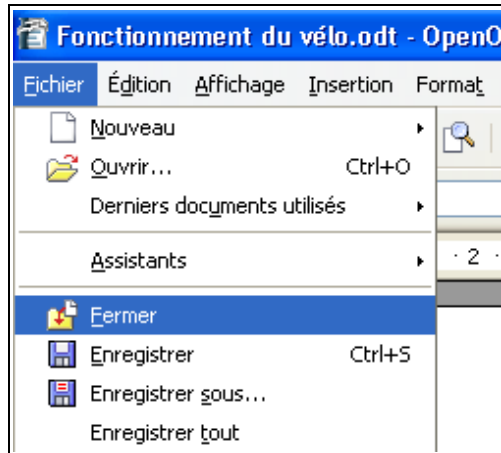 Fonctionnement du vélo.odt - OpenO
Fichier Édition Affichage Insertion Format
Nouveau
Ouvrir... Ctrl+O
Derniers documents utilisés
Assistants
· 2 ·
Fermer
Enregistrer Ctrl+S
Enregistrer sous...
Enregistrer tout